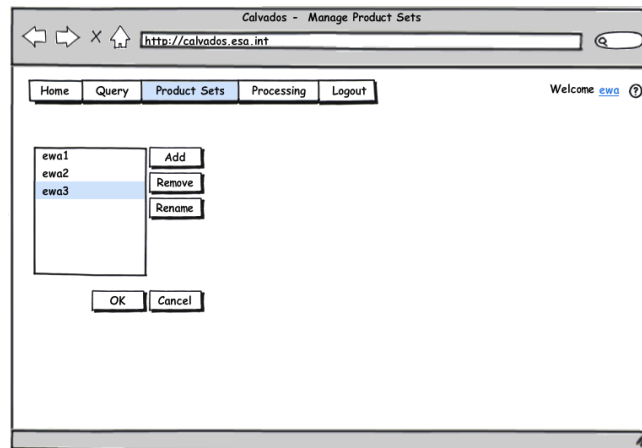 Calvados - Manage Product Sets
http://calvados.esa.int
Home Query Product Sets Processing Logout
Welcome ewa ?
ewa1 Add
ewa2
Remove
ewa3
Rename
OK Cancel